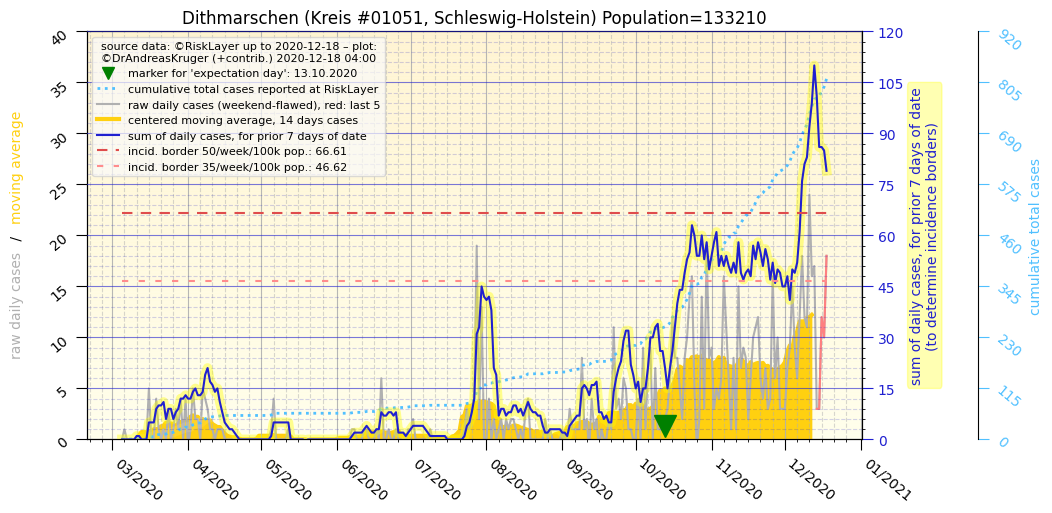 Dithmarschen (Kreis #01051, Schleswig-Holstein) Population=133210
source data: ©RiskLayer up to 2020-12-18 – plot:
©DrAndreasKruger (+contrib.) 2020-12-18 04:00
marker for 'expectation day': 13.10.2020
cumulative total cases reported at RiskLayer
raw daily cases (weekend-flawed), red: last 5
centered moving average, 14 days cases
sum of daily cases, for prior 7 days of date
incid. border 50/week/100k pop.: 66.61
incid. border 35/week/100k pop.: 46.62
raw daily cases / moving average
40
35
30
25
20
15
10
5
0
03/2020
04/2020
05/2020
06/2020
07/2020
08/2020
09/2020
10/2020
11/2020
12/2020
01/2021
120
105
90
75
60
45
30
15
0
sum of daily cases, for prior 7 days of date
(to determine incidence borders)
920
805
690
575
460
345
230
115
0
cumulative total cases